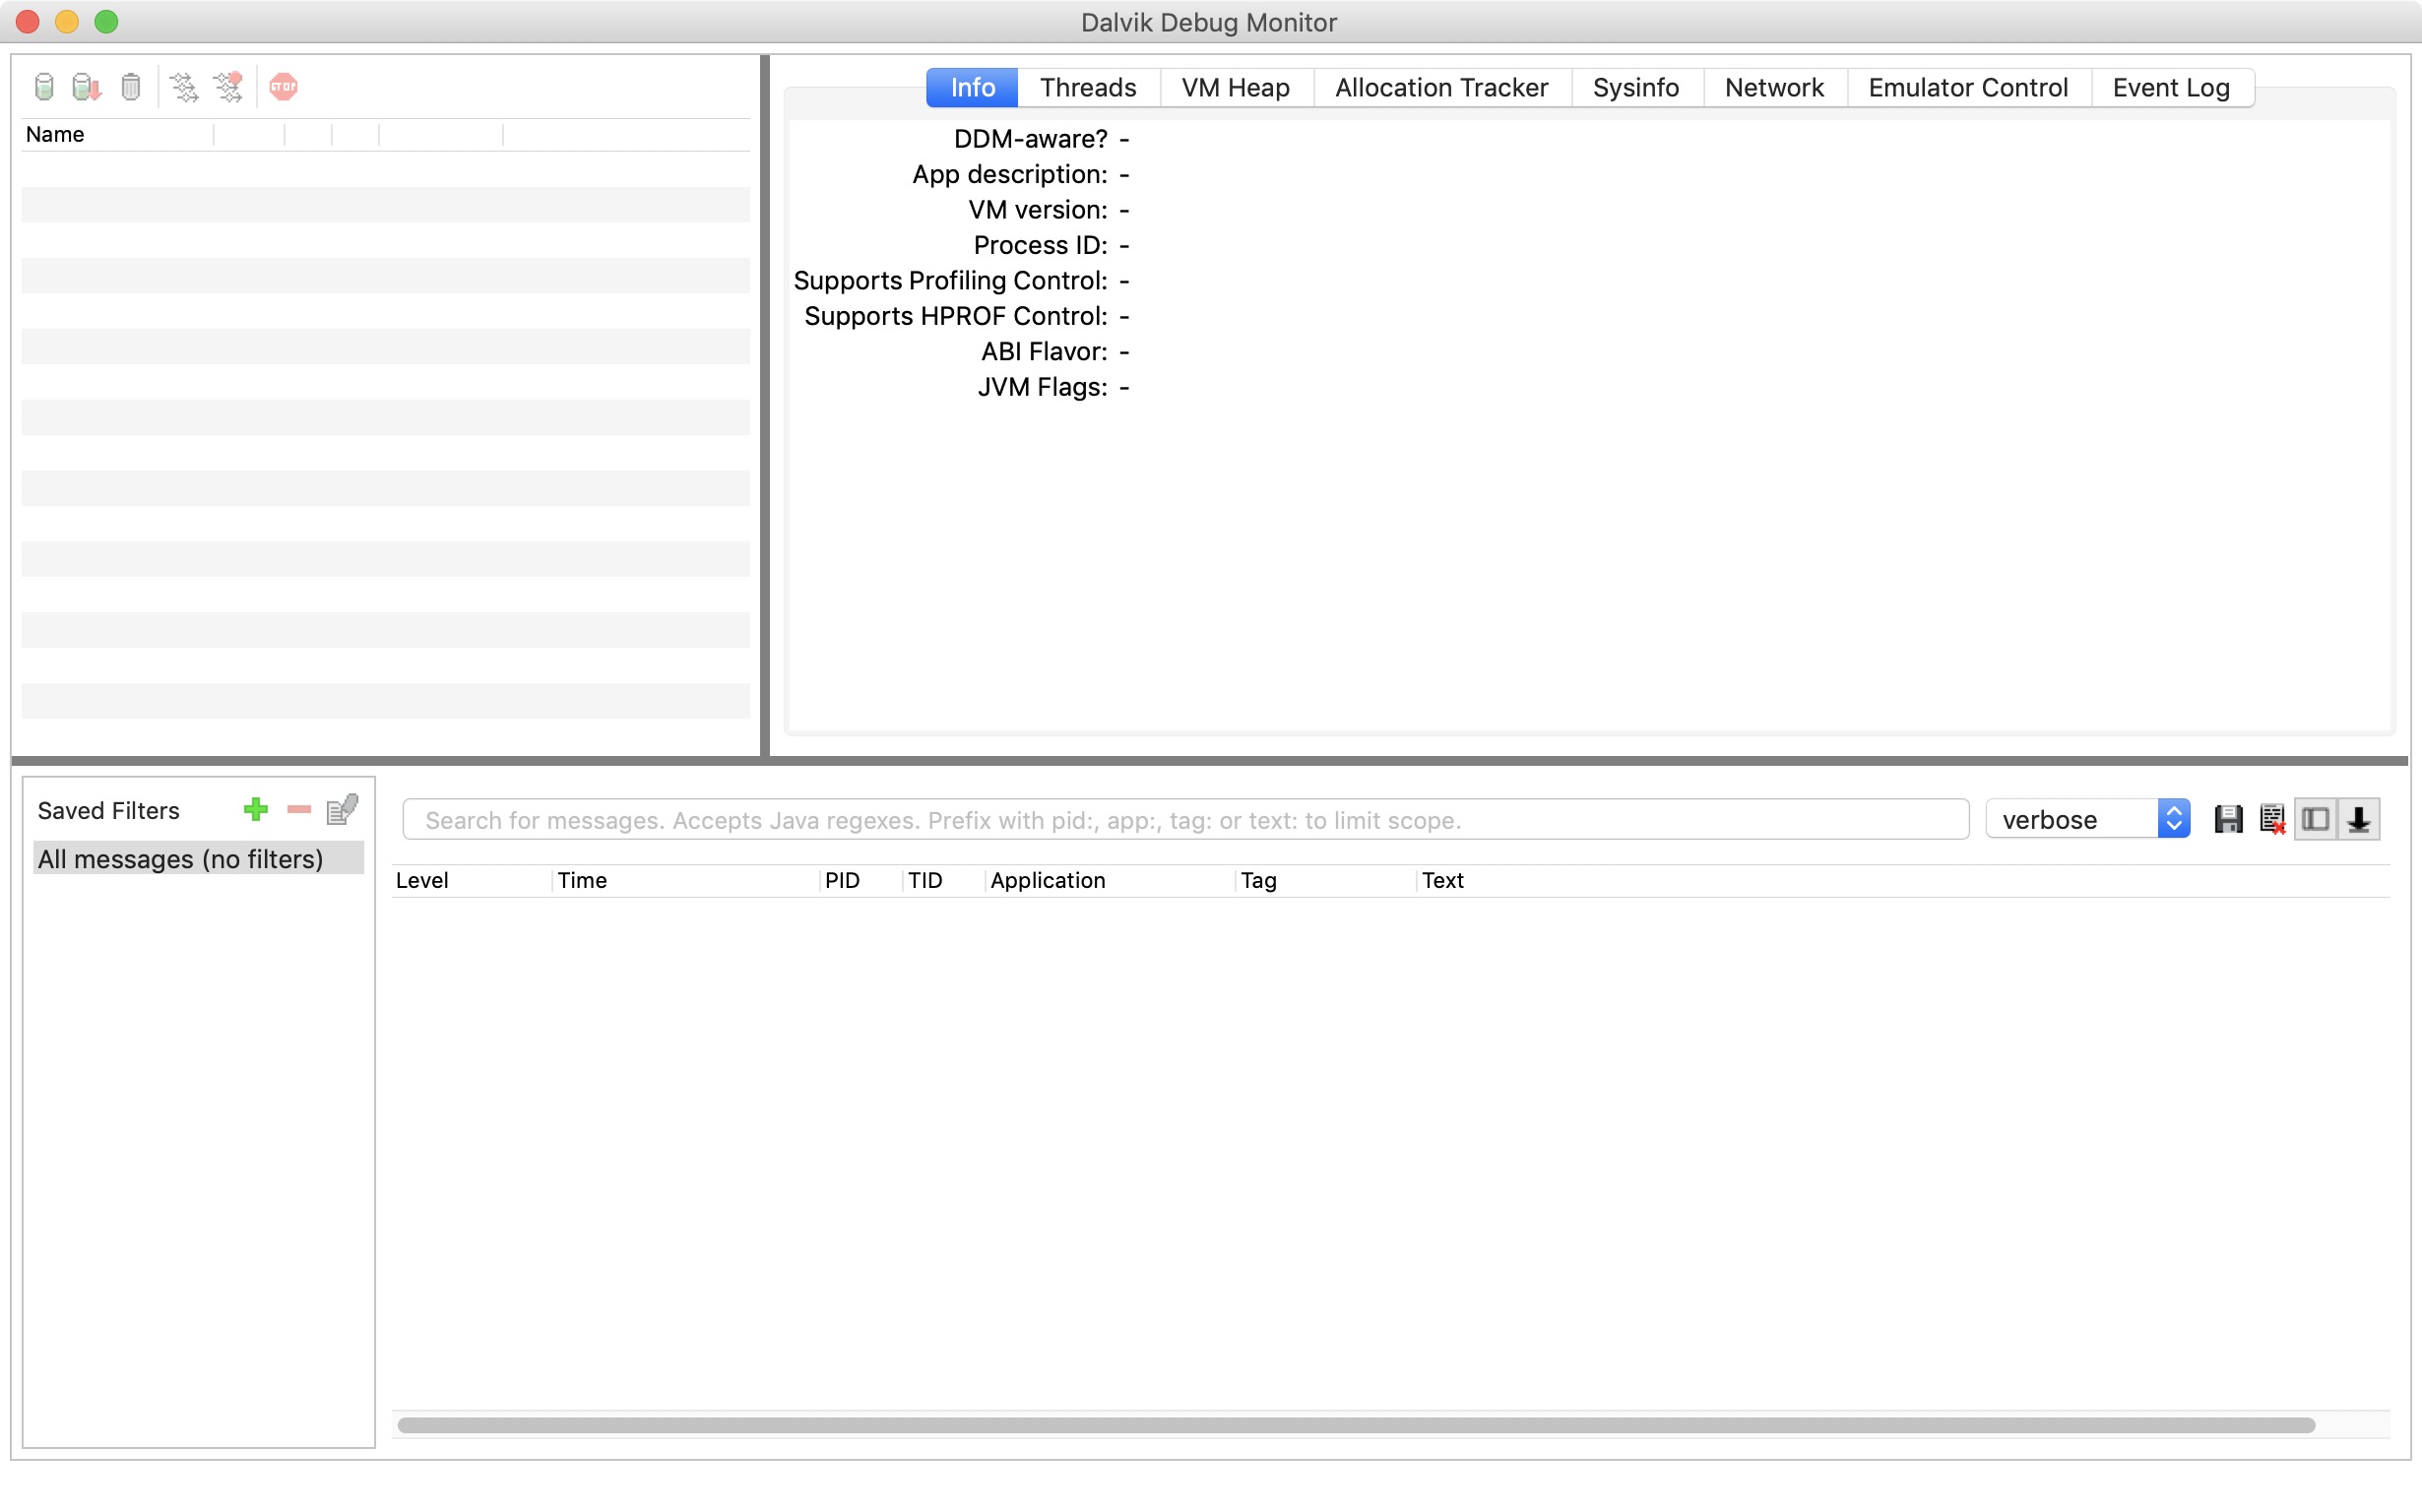 Dalvik Debug Monitor
STOP
Info Threads VM Heap Allocation Tracker Sysinfo Network Emulator Control Event Log
Name
DDM-aware? -
App description: -
VM version: -
Process ID: -
Supports Profiling Control: -
Supports HPROF Control: -
ABI Flavor: -
JVM Flags: -
Saved Filters
All messages (no filters)
Search for messages. Accepts Java regexes. Prefix with pid:, app:, tag: or text: to limit scope.
verbose
Level Time PID TID Application Tag Text